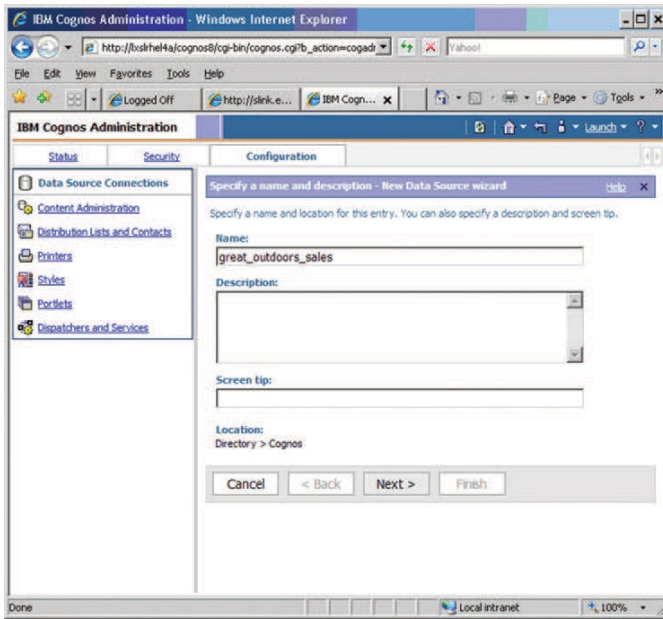 IBM Cognos Administration - Windows Internet Explorer
http://lxslrhel4a/cognos8/cgi-bin/cognos.cgi?b_action=cogadr
Yahoo!
File Edit View Favorites Tools Help
Logged Off http://slink.e... IBM Cogn... X Page Tools »
IBM Cognos Administration Launch ?
Status Security Configuration
Data Source Connections
Content Administration
Distribution Lists and Contacts
Printers
Styles
Portlets
Dispatchers and Services
Specify a name and description - New Data Source wizard Help X
Specify a name and location for this entry. You can also specify a description and screen tip.
Name:
great_outdoors_sales
Description:
Screen tip:
Location:
Directory > Cognos
Cancel < Back Next > Finish
Done Local intranet 100%